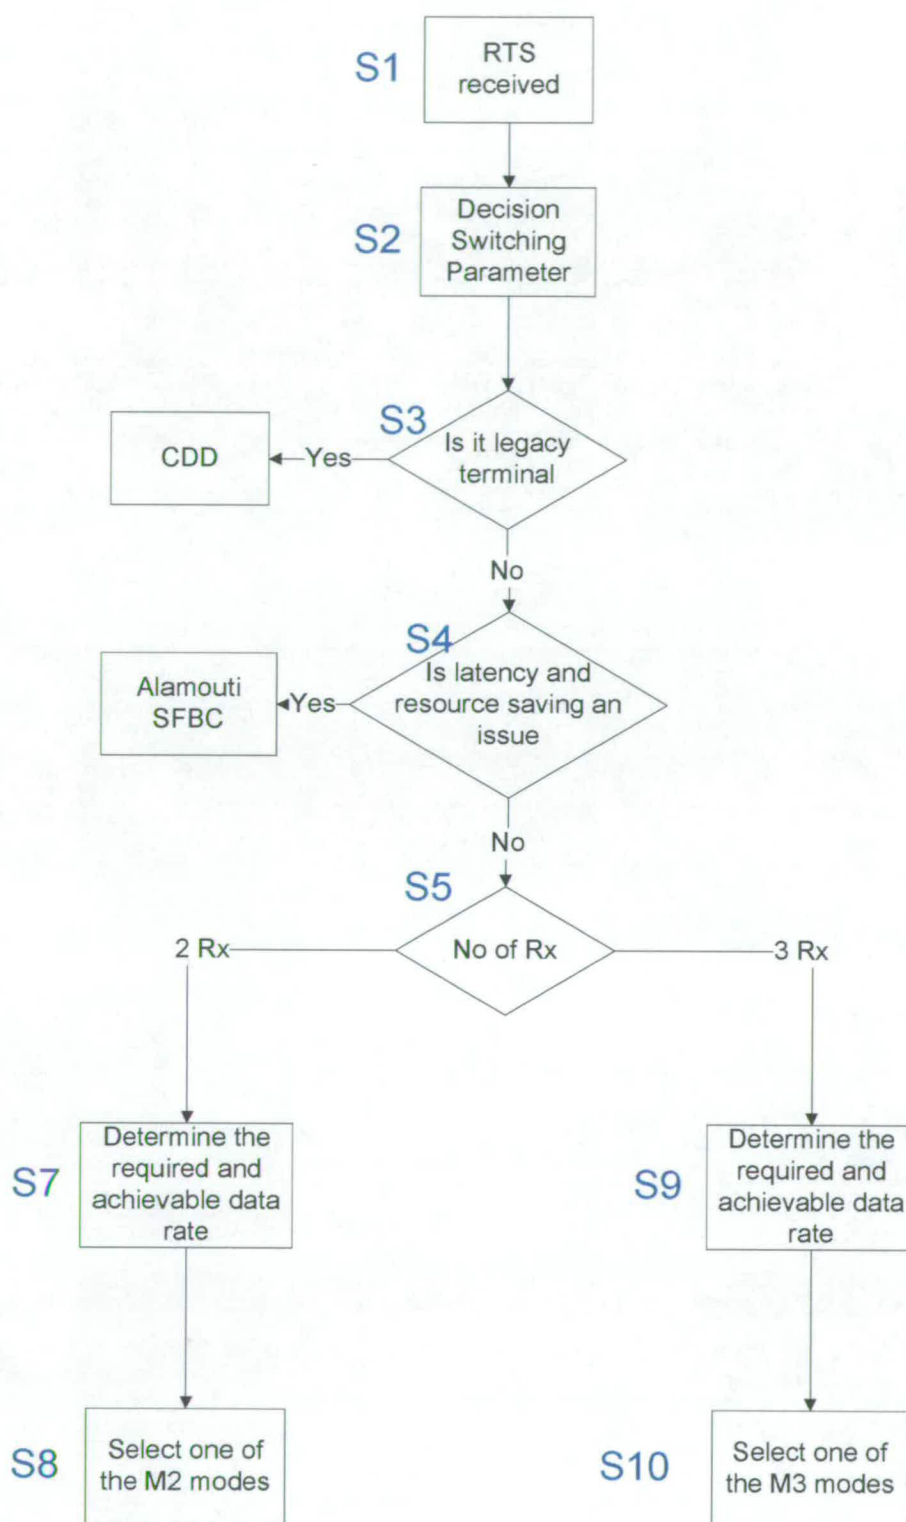 S1
RTS
received
S2
Decision
Switching
Parameter
S3
Is it legacy
terminal
Yes
CDD
No
S4
Is latency and
resource saving an
issue
Yes
Alamouti
SFBC
No
S5
No of Rx
2 Rx
3 Rx
S7
Determine the
required and
achievable data
rate
S9
Determine the
required and
achievable data
rate
S8
Select one of
the M2 modes
S10
Select one of
the M3 modes